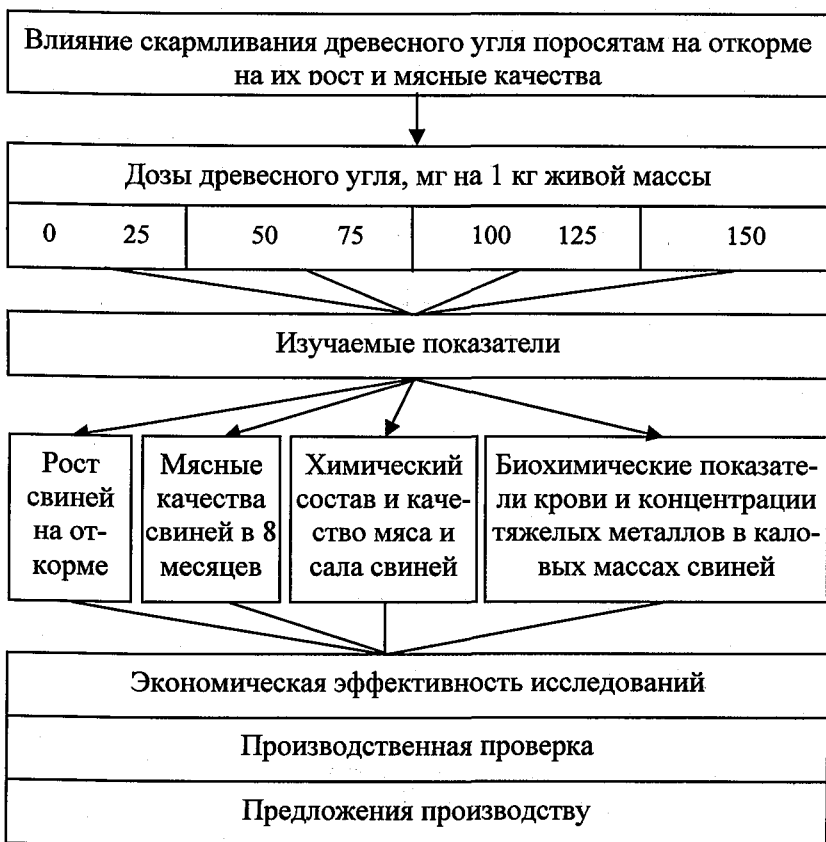 Влияние скармливания древесного угля поросятам на откорме
на их рост и мясные качества
Дозы древесного угля, мг на 1 кг живой массы
0 25 50 75 100 125 150
Изучаемые показатели
Рост
свиней
на от-
корме
Мясные
качества
свиней в 8
месяцев
Химический
состав и каче-
ство мяса и
сала свиней
Биохимические показате-
ли крови и концентрации
тяжелых металлов в кало-
вых массах свиней
Экономическая эффективность исследований
Производственная проверка
Предложения производству